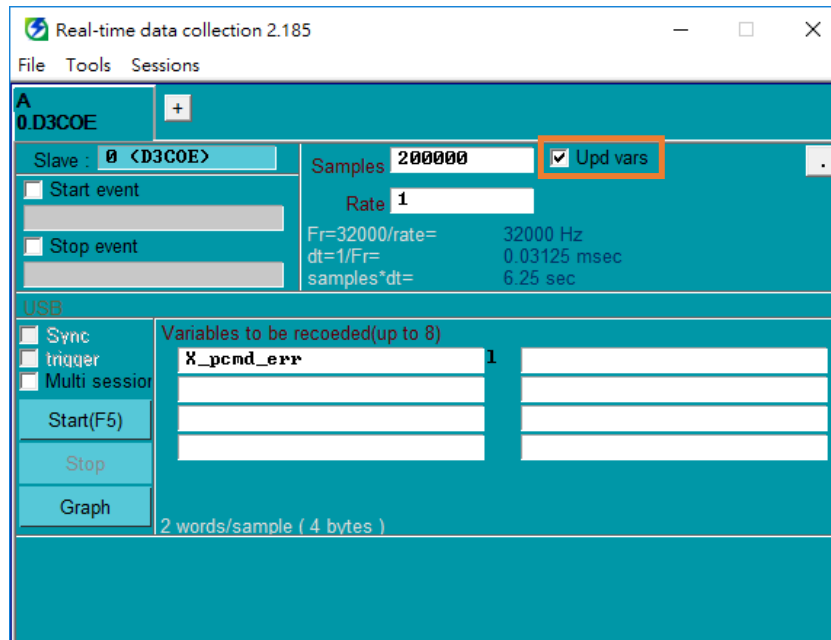 Real-time data collection 2.185
File Tools Sessions
A
0.D3COE
+
Slave : 0 (D3COE)
Samples 200000
Upd vars
.
Start event
Rate 1
Stop event
Fr=32000/rate= 32000 Hz
dt=1/Fr= 0.03125 msec
samples*dt= 6.25 sec
USB
Sync
trigger
Multi session
Variables to be recoeded(up to 8)
X_pcmd_err l
Start(F5)
Stop
Graph
2 words/sample ( 4 bytes )